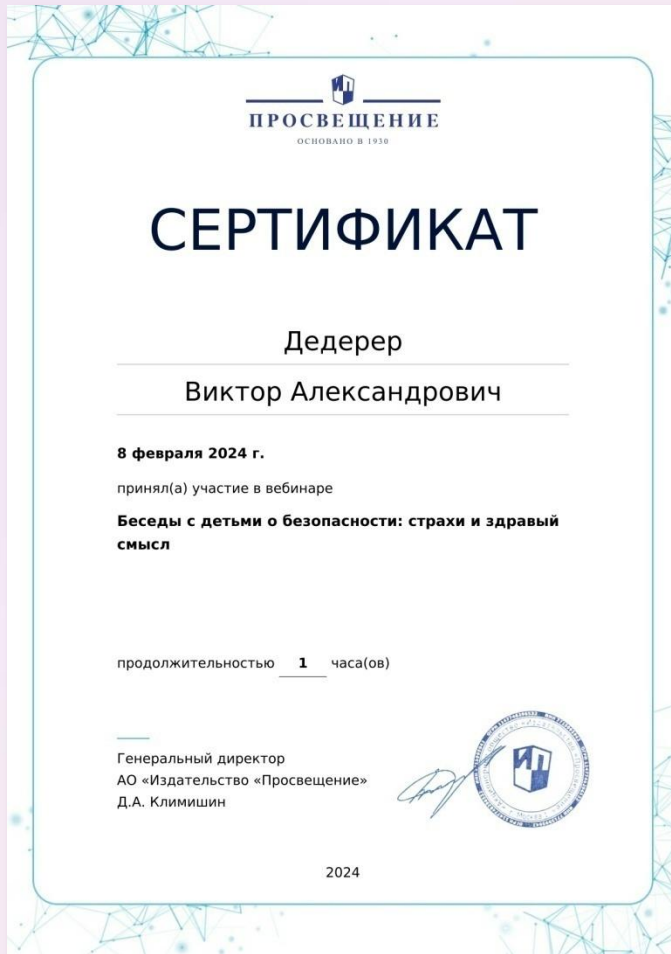 ПРОСВЕЩЕНИЕ
ОСНОВАНО В 1930
СЕРТИФИКАТ
Дедерер
Виктор Александрович
8 февраля 2024 г.
принял(а) участие в вебинаре
Беседы с детьми о безопасности: страхи и здравый
смысл
продолжительностью 1 часа(ов)
Генеральный директор
АО «Издательство «Просвещение»
Д.А. Климишин
2024